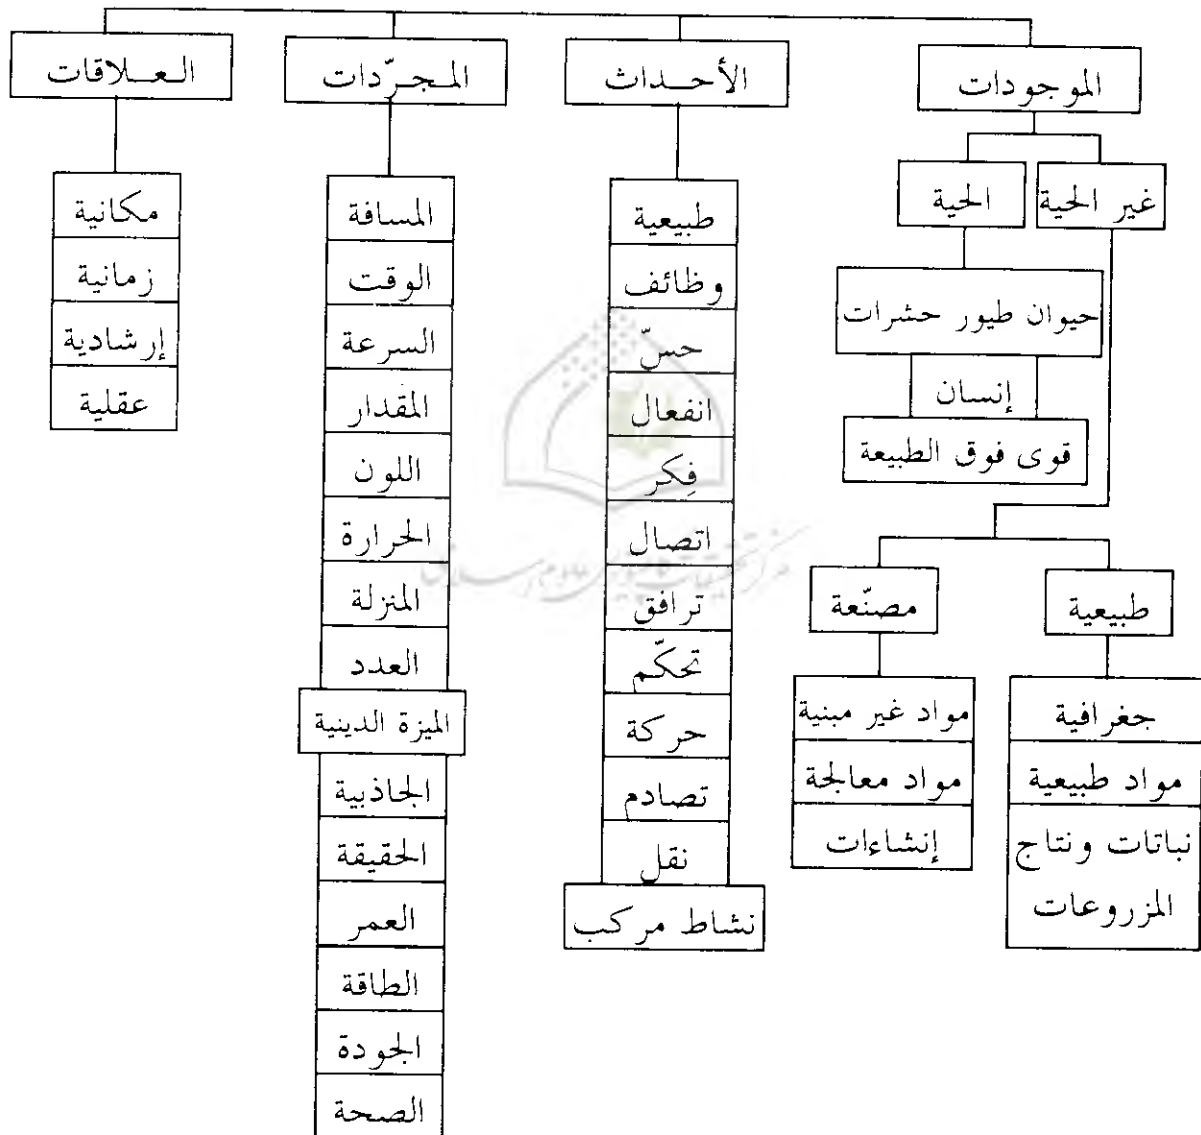 الموجودات
غير الحية
الحية
حيوان طيور حشرات
إنسان
قوى فوق الطبيعة
طبيعية
جغرافية
مواد طبيعية
نباتات ونتاج
المزروعات
مصنّعة
مواد غير مبنية
مواد معالجة
إنشاءات
الأحداث
طبيعية
وظائف
حسّ
انفعال
فِكر
اتصال
ترافق
تحكّم
حركة
تصادم
نقل
نشاط مركب
المجرّدات
المسافة
الوقت
السرعة
المقدار
اللون
الحرارة
المنزلة
العدد
الميزة الدينية
الجاذبية
الحقيقة
العمر
الطاقة
الجودة
الصحة
العلاقات
مكانية
زمانية
إرشادية
عقلية